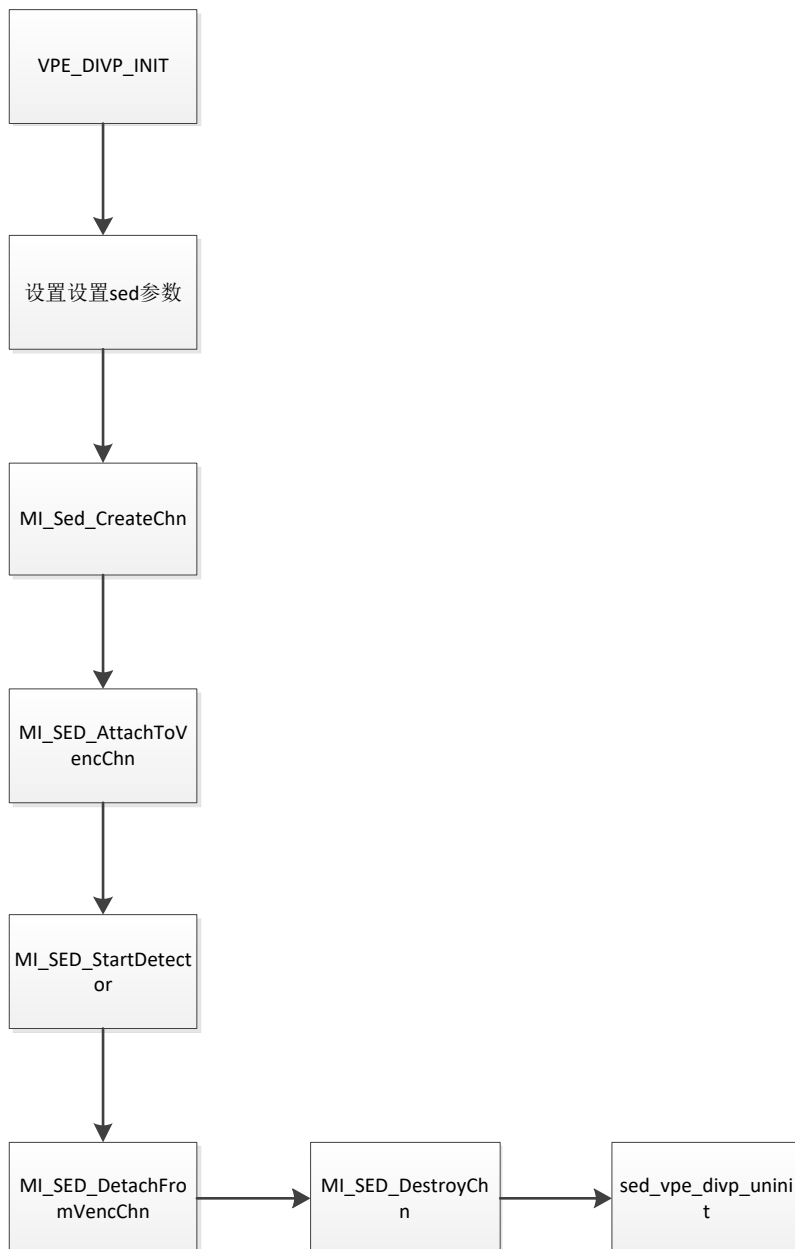 VPE_DIVP_INIT
设置设置sed参数
MI_Sed_CreateChn
MI_SED_AttachToV
encChn
MI_SED_StartDetect
or
MI_SED_DetachFro
mVencChn
MI_SED_DestroyCh
n
sed_vpe_divp_unini
t